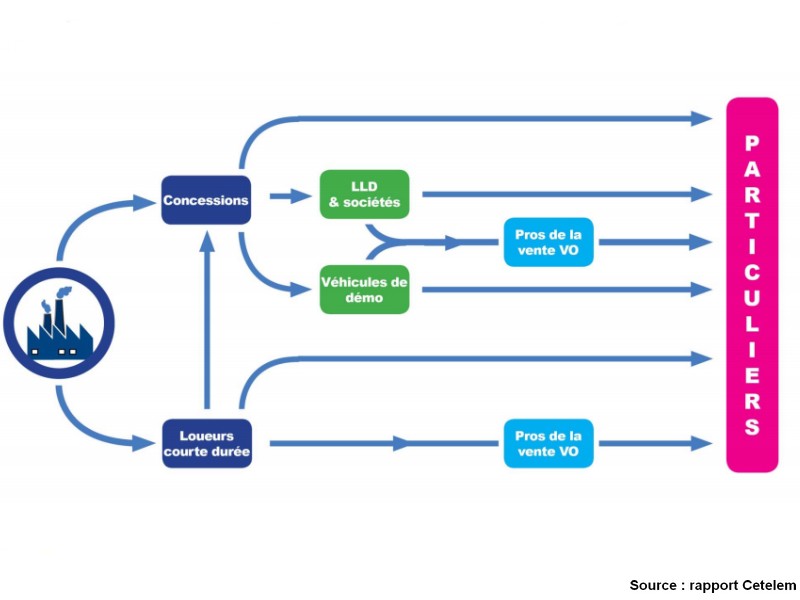 Concessions
LLD
& sociétés
Pros de la
vente VO
Véhicules de
démo
Loueurs
courte durée
Pros de la
vente VO
PARTICULIERS
Source : rapport Cetelem